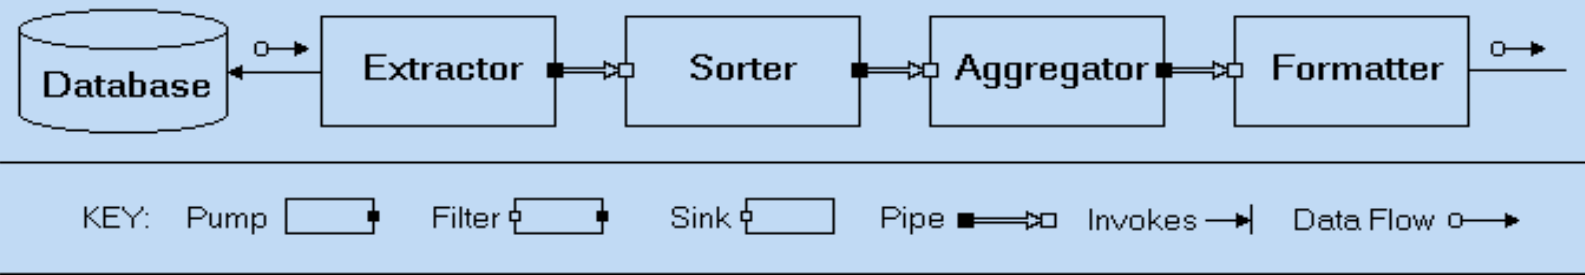 Database Extractor Sorter Aggregator Formatter
KEY: Pump Filter Sink Pipe Invokes Data Flow